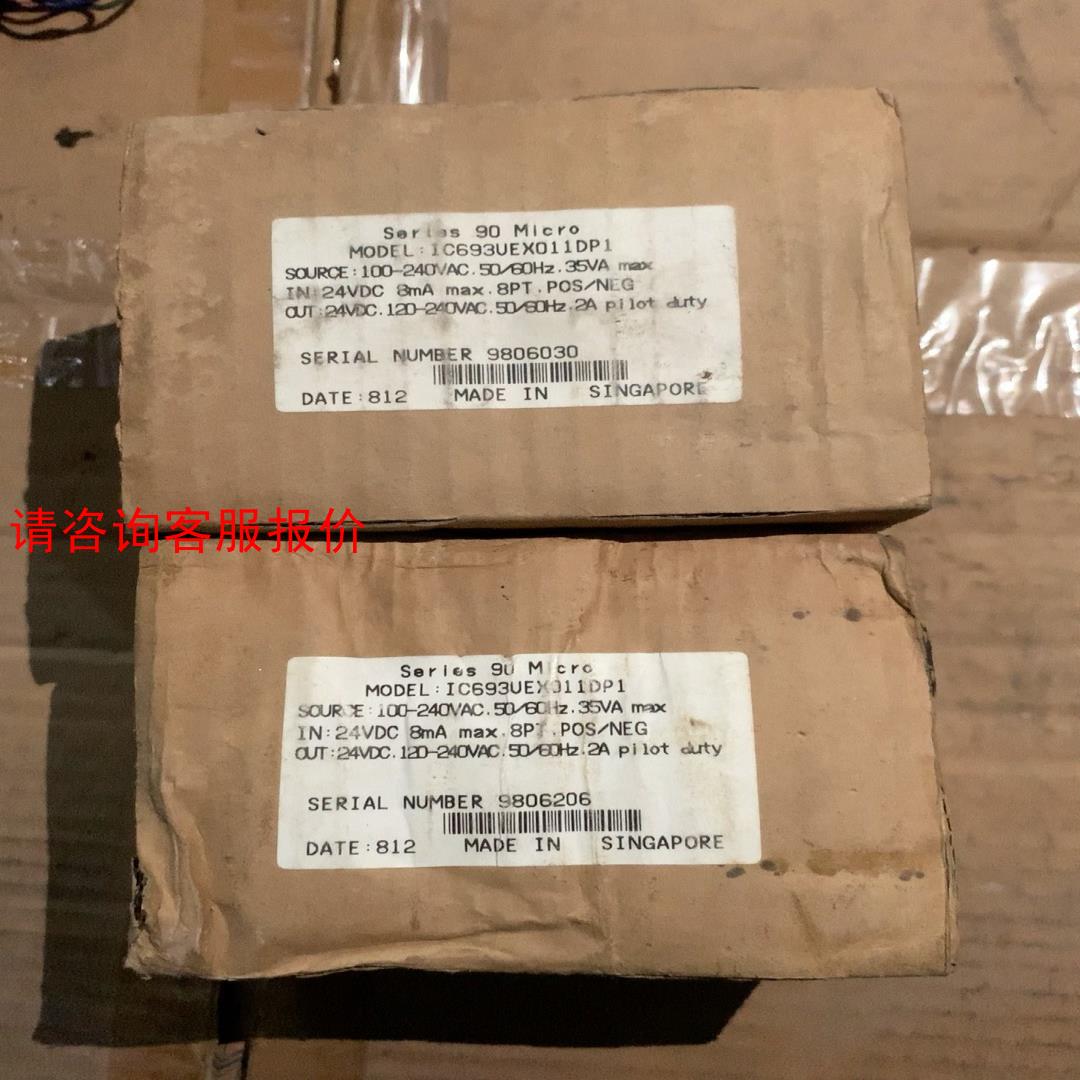 Series 90 Micro
MODEL:IC693UEX011DP1
SOURCE:100-240VAC.50/60Hz.35VA max
IN:24VDC 8mA max.8PT.POS/NEG
OUT:24VDC.120-240VAC.50/60Hz.2A pilot duty
SERIAL NUMBER 9806030
DATE:812 MADE IN SINGAPORE
请咨询客服报价
Series 90 Micro
MODEL:IC693UEX011DP1
SOURCE:100-240VAC.50/60Hz.35VA max
IN:24VDC 8mA max.8PT.POS/NEG
OUT:24VDC.120-240VAC.50/60Hz.2A pilot duty
SERIAL NUMBER 9806206
DATE:812 MADE IN SINGAPORE